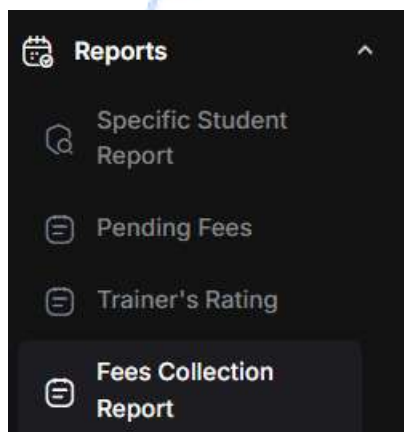 Reports
Specific Student
Report
Pending Fees
Trainer's Rating
Fees Collection
Report